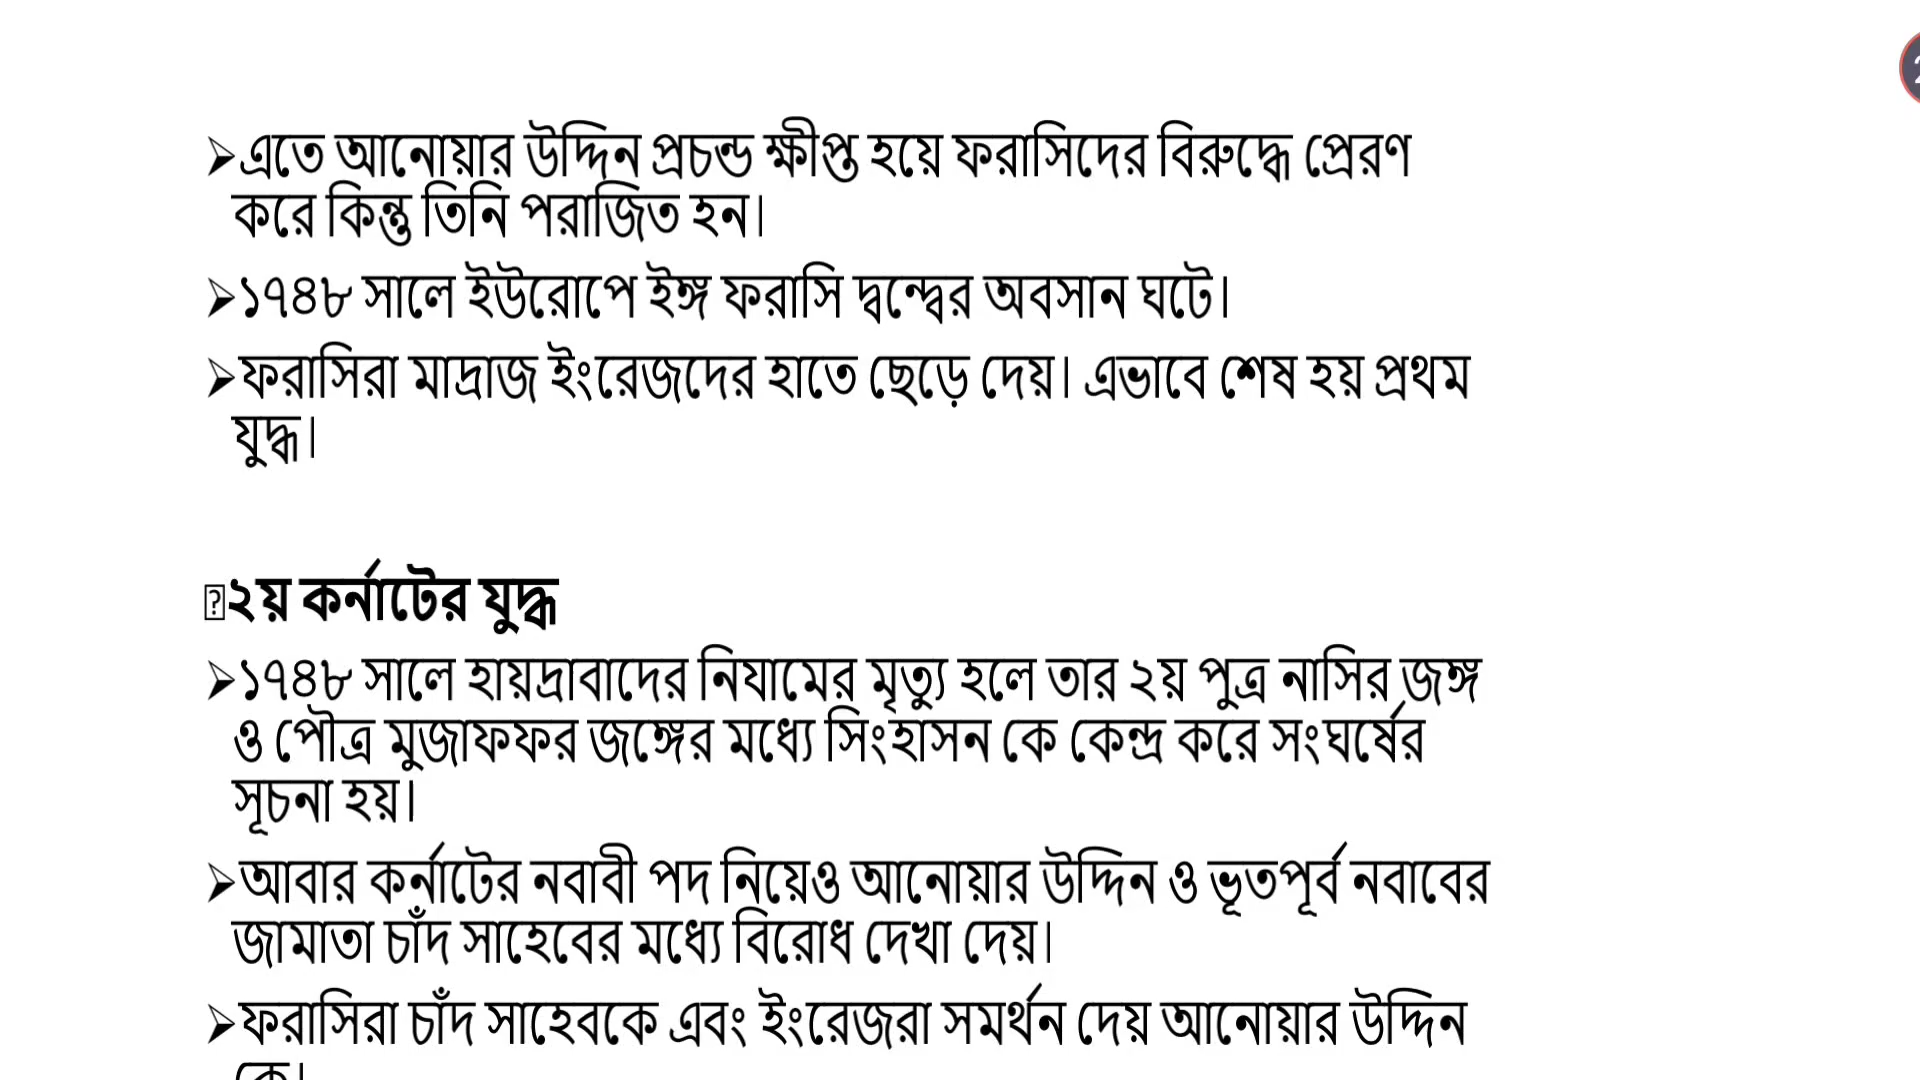 ➢এতে আনোয়ার উদ্দিন প্রচন্ড ক্ষীপ্ত হয়ে ফরাসিদের বিরুদ্ধে প্রেরণ
করে কিন্তু তিনি পরাজিত হন।
➢১৭৪৮ সালে ইউরোপে ইঙ্গ ফরাসি দ্বন্দ্বের অবসান ঘটে।
➢ফরাসিরা মাদ্রাজ ইংরেজদের হাতে ছেড়ে দেয়। এভাবে শেষ হয় প্রথম
যুদ্ধ।
২য় কর্নাটের যুদ্ধ
➢১৭৪৮ সালে হায়দ্রাবাদের নিযামের মৃত্যু হলে তার ২য় পুত্র নাসির জঙ্গ
ও পৌত্র মুজাফফর জঙ্গের মধ্যে সিংহাসন কে কেন্দ্র করে সংঘর্ষের
সূচনা হয়।
➢আবার কর্নাটের নবাবী পদ নিয়েও আনোয়ার উদ্দিন ও ভূতপূর্ব নবাবের
জামাতা চাঁদ সাহেবের মধ্যে বিরোধ দেখা দেয়।
➢ফরাসিরা চাঁদ সাহেবকে এবং ইংরেজরা সমর্থন দেয় আনোয়ার উদ্দিন
কে।